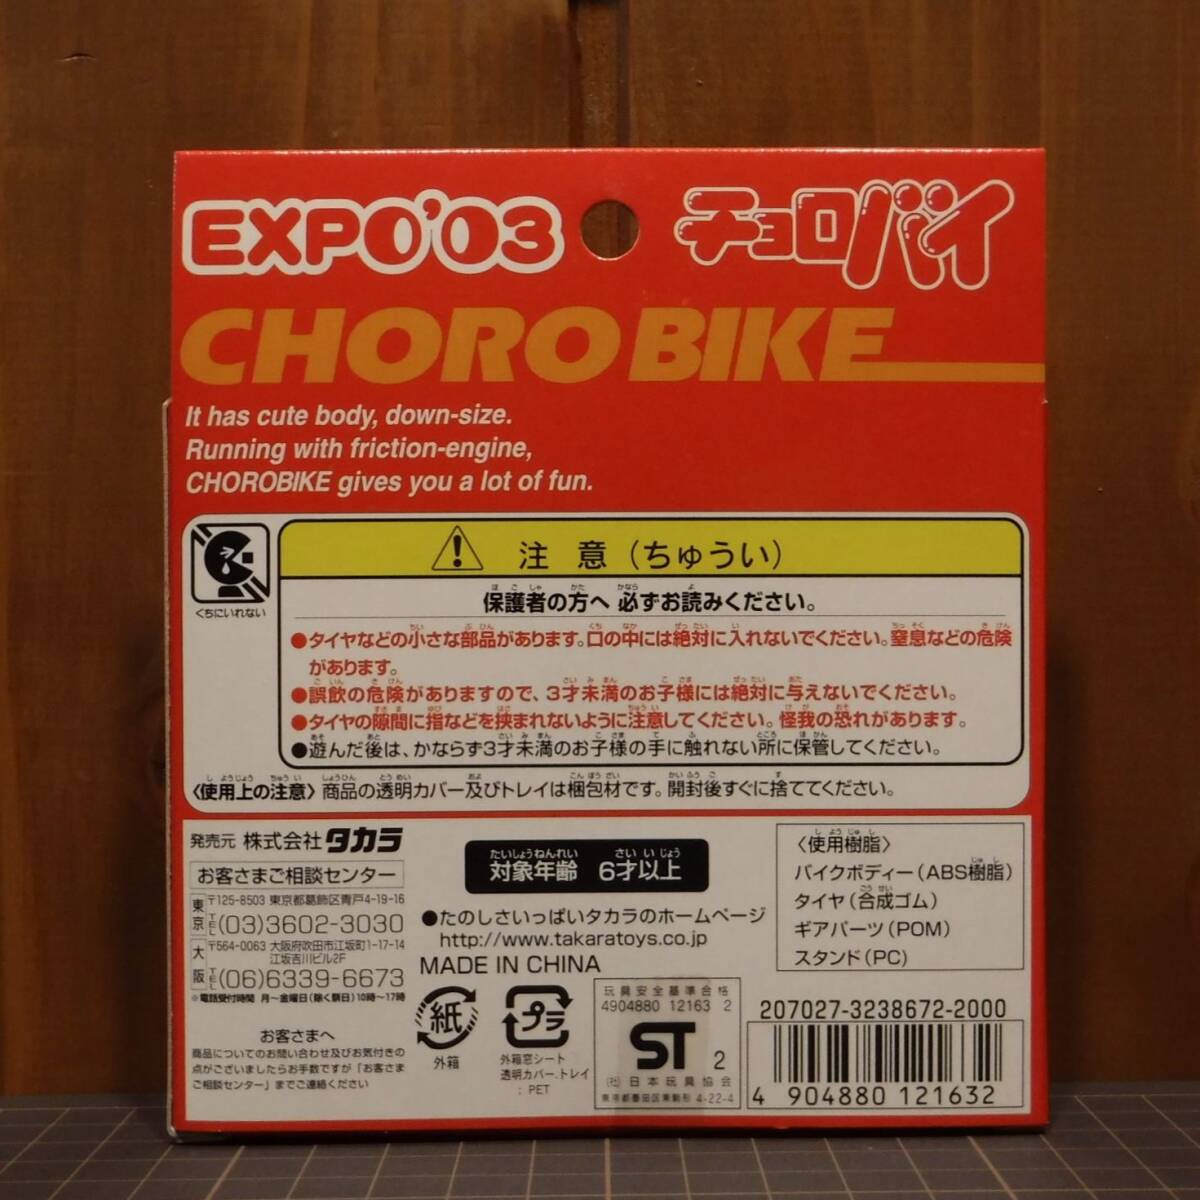 EXPO'03
チョロバイ
CHORO BIKE
It has cute body, down-size.
Running with friction-engine,
CHOROBIKE gives you a lot of fun.
くちにいれない
注 意 (ちゅうい)
保護者の方へ 必ずお読みください。
●タイヤなどの小さな部品があります。口の中には絶対に入れないでください。窒息などの危険
があります。
●誤飲の危険がありますので、3才未満のお子様には絶対に与えないでください。
●タイヤの隙間に指などを挟まれないように注意してください。怪我の恐れがあります。
●遊んだ後は、かならず3才未満のお子様の手に触れない所に保管してください。
〈使用上の注意〉商品の透明カバー及びトレイは梱包材です。開封後すぐに捨ててください。
発売元 株式会社 タカラ
お客さまご相談センター
東京 〒125-8503 東京都葛飾区青戸4-19-16
TEL (03)3602-3030
大阪 〒564-0063 大阪府吹田市江坂町1-17-14
江坂吉川ビル2F
TEL (06)6339-6673
※電話受付時間 月〜金曜日(除く祭日)10時〜17時
お客さまへ
商品についてのお問い合わせ及びお気付きの
点がございましたらお手数ですが「お客さま
ご相談センター」までご連絡ください
対象年齢 6才以上
●たのしさいっぱいタカラのホームページ
http://www.takaratoys.co.jp
MADE IN CHINA
紙
外箱
プラ
外箱窓シート
透明カバー、トレイ
: PET
玩具安全基準合格
4904880 12163 2
ST 2
(社)日本玩具協会
東京都墨田区東駒形 4-22-4
〈使用樹脂〉
バイクボディー(ABS樹脂)
タイヤ(合成ゴム)
ギアパーツ(POM)
スタンド(PC)
207027-3238672-2000
4 904880 121632